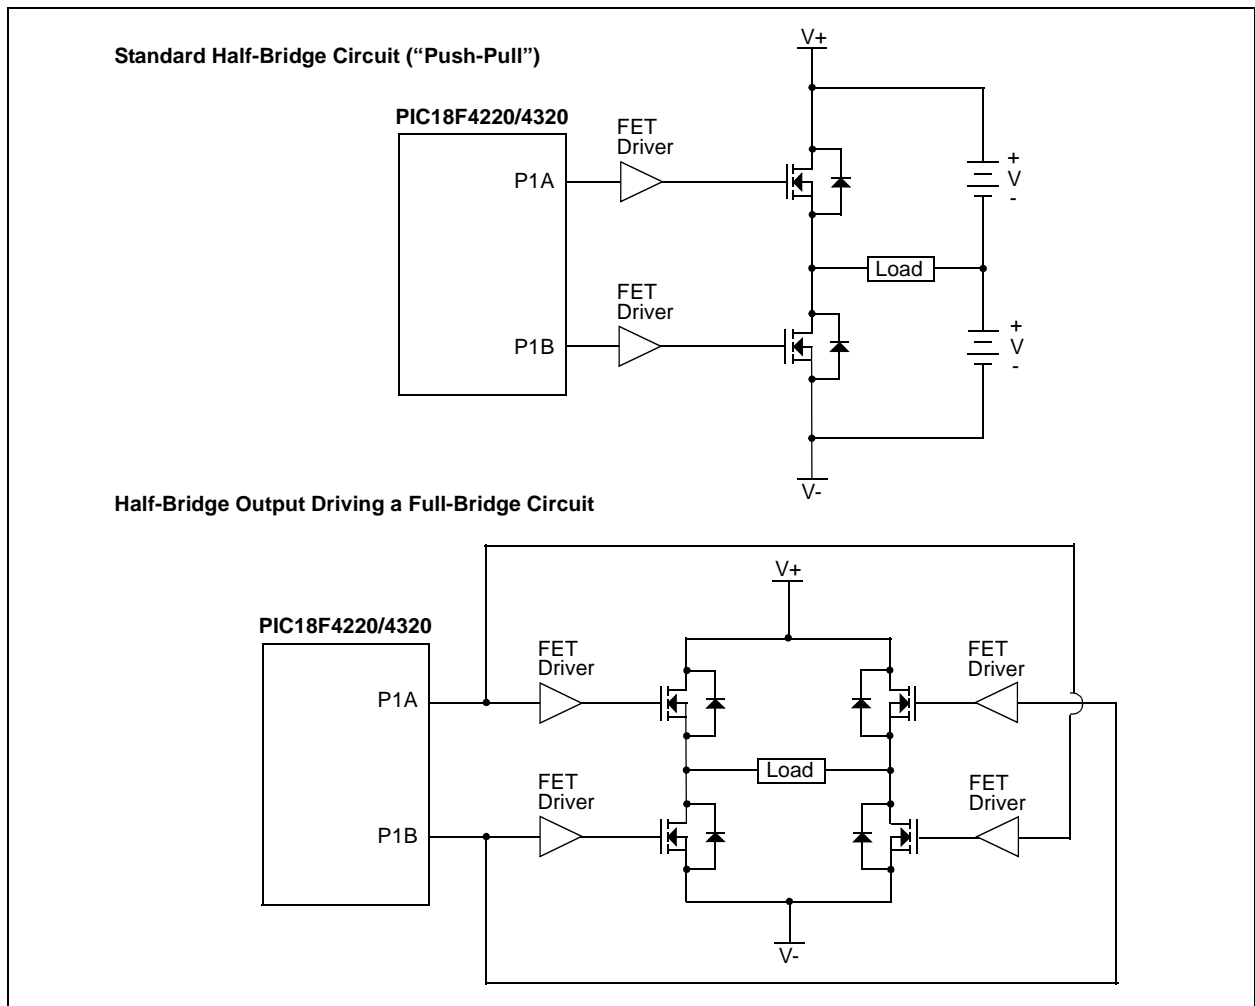 Standard Half-Bridge Circuit (“Push-Pull”)
V+
PIC18F4220/4320
FET
Driver
P1A
+
V
-
Load
FET
Driver
P1B
+
V
-
V-
Half-Bridge Output Driving a Full-Bridge Circuit
V+
PIC18F4220/4320
FET
Driver
FET
Driver
P1A
Load
FET
Driver
FET
Driver
P1B
V-